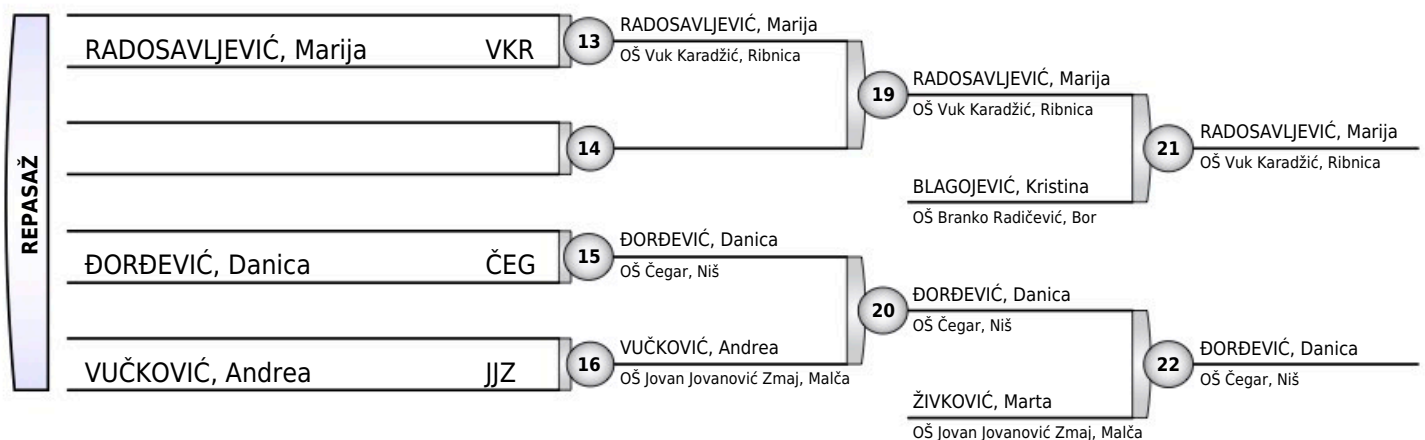 REPASAŽ
RADOSAVLJEVIĆ, Marija VKR
ĐORĐEVIĆ, Danica ČEG
VUČKOVIĆ, Andrea JJZ
13
14
15
16
RADOSAVLJEVIĆ, Marija
OŠ Vuk Karadžić, Ribnica
ĐORĐEVIĆ, Danica
OŠ Čegar, Niš
VUČKOVIĆ, Andrea
OŠ Jovan Jovanović Zmaj, Malča
19
20
RADOSAVLJEVIĆ, Marija
OŠ Vuk Karadžić, Ribnica
BLAGOJEVIĆ, Kristina
OŠ Branko Radičević, Bor
ĐORĐEVIĆ, Danica
OŠ Čegar, Niš
ŽIVKOVIĆ, Marta
OŠ Jovan Jovanović Zmaj, Malča
21
22
RADOSAVLJEVIĆ, Marija
OŠ Vuk Karadžić, Ribnica
ĐORĐEVIĆ, Danica
OŠ Čegar, Niš